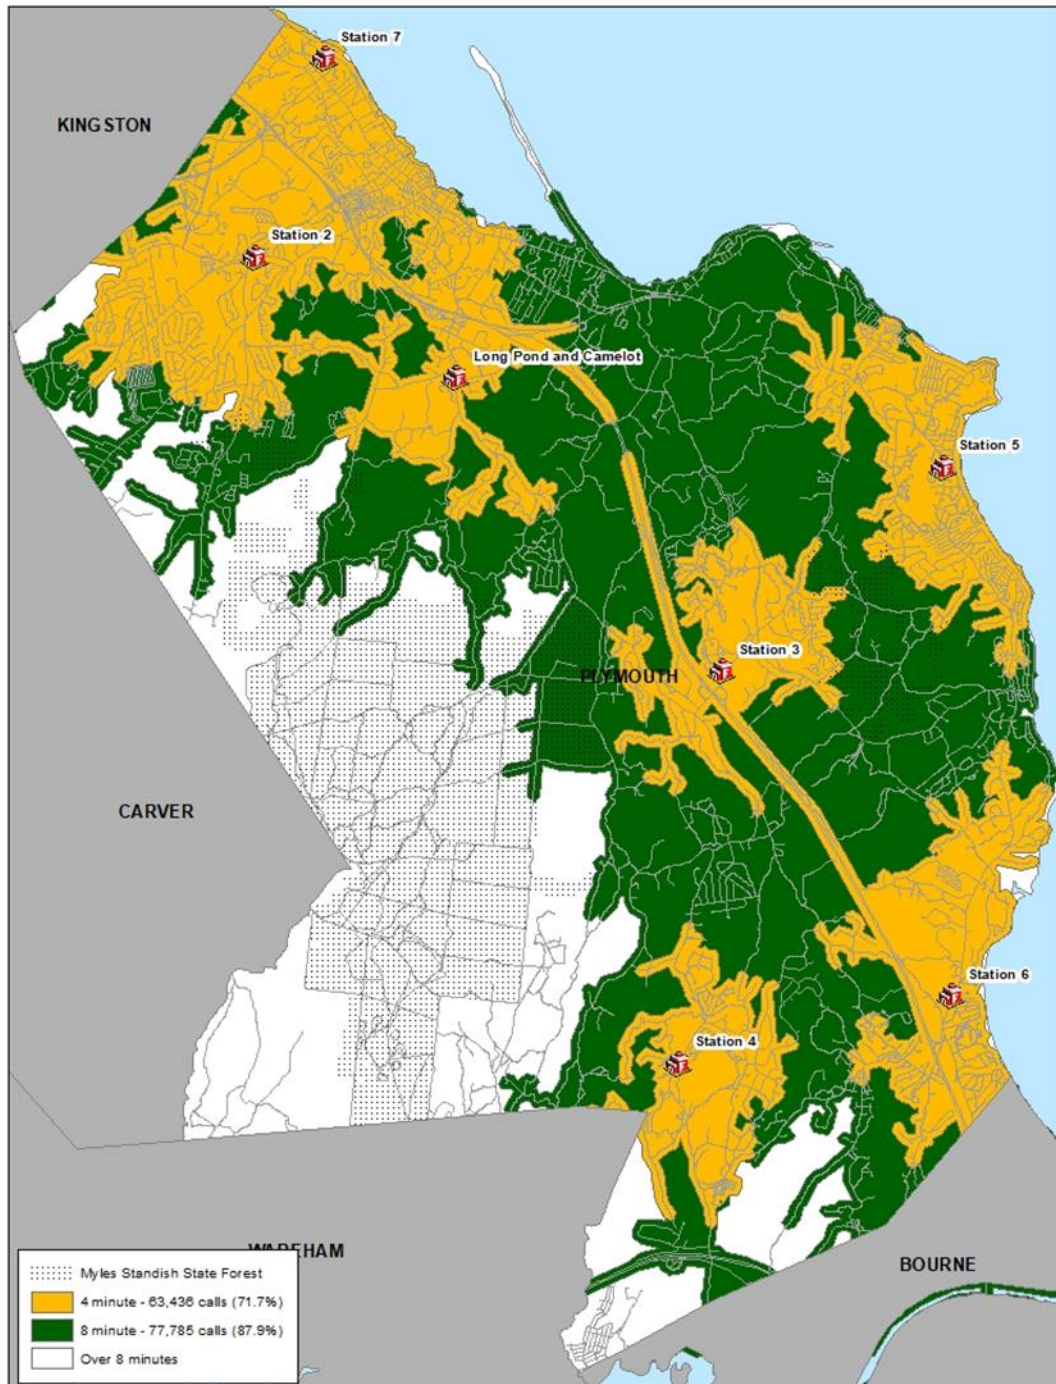 Station 7
KINGSTON
Station 2
Long Pond and Camelot
Station 5
Station 3
PLYMOUTH
CARVER
Station 6
Station 4
WAREHAM
BOURNE
Myles Standish State Forest
4 minute - 63,436 calls (71.7%)
8 minute - 77,785 calls (87.9%)
Over 8 minutes